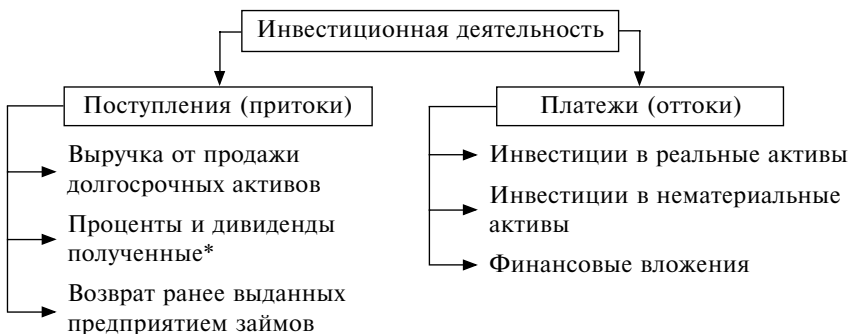 Инвестиционная деятельность
Поступления (притоки)
Выручка от продажи
долгосрочных активов
Проценты и дивиденды
полученные*
Возврат ранее выданных
предприятием займов
Платежи (оттоки)
Инвестиции в реальные активы
Инвестиции в нематериальные
активы
Финансовые вложения